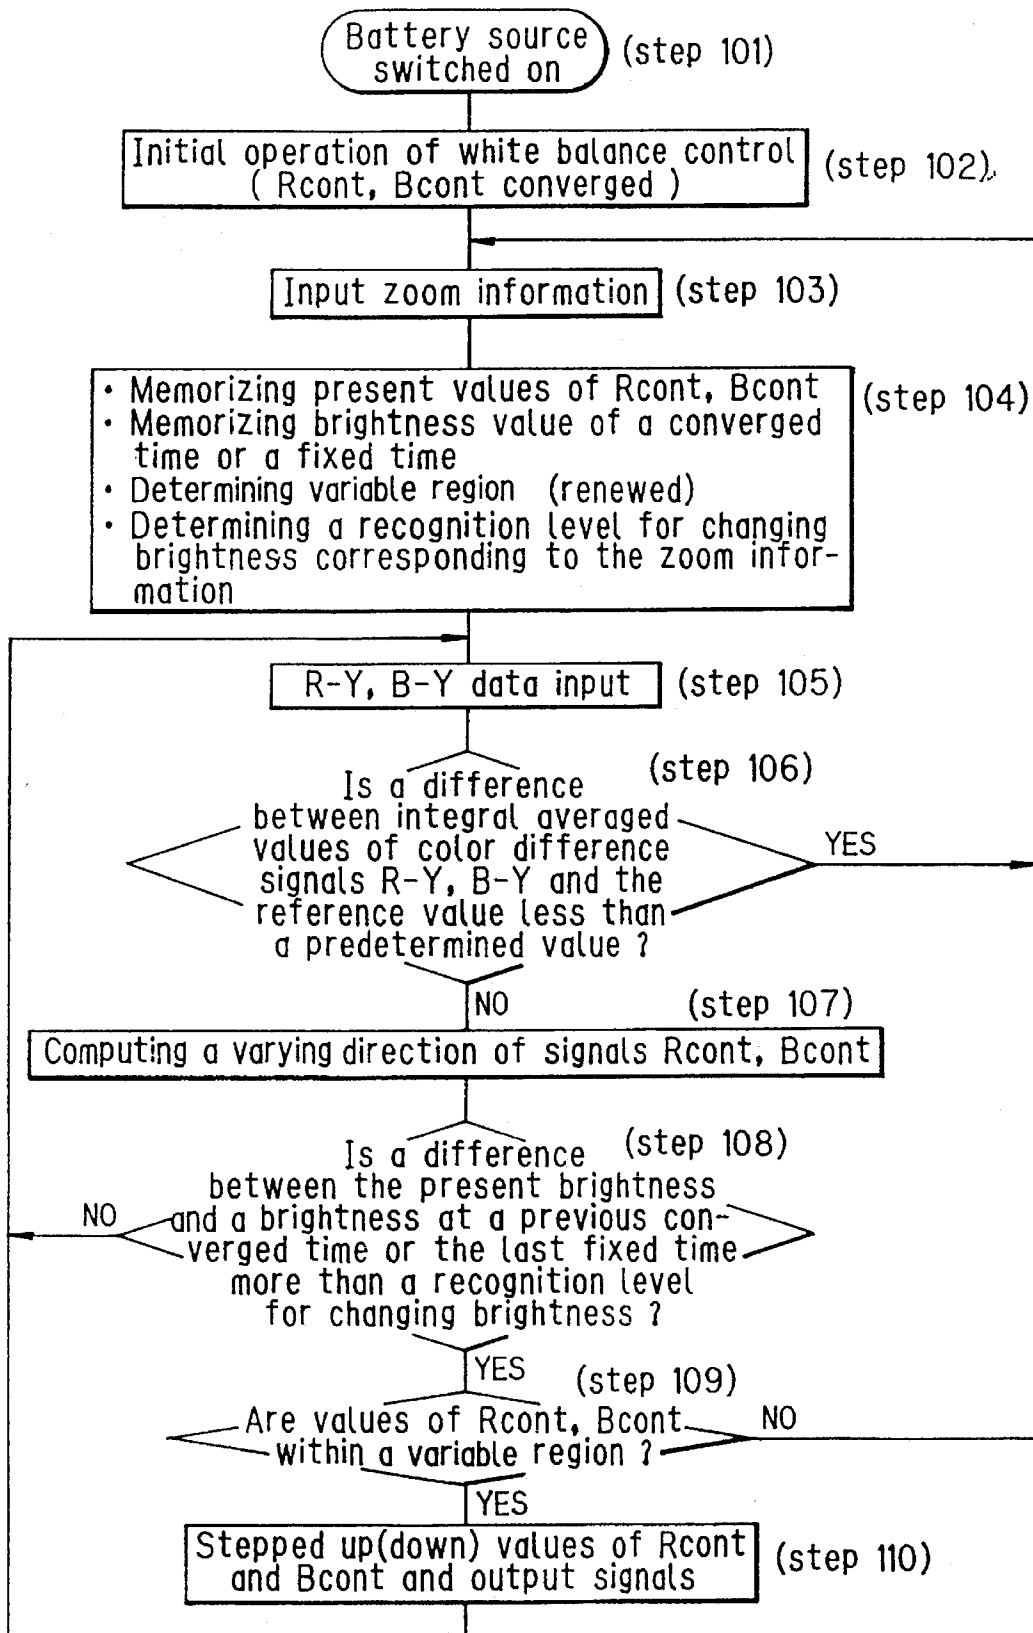 Battery source
switched on
(step 101)
Initial operation of white balance control
( Rcont, Bcont converged )
(step 102)
Input zoom information
(step 103)
• Memorizing present values of Rcont, Bcont
• Memorizing brightness value of a converged
time or a fixed time
• Determining variable region (renewed)
• Determining a recognition level for changing
brightness corresponding to the zoom infor-
mation
(step 104)
R-Y, B-Y data input
(step 105)
(step 106)
Is a difference
between integral averaged
values of color difference
signals R-Y, B-Y and the
reference value less than
a predetermined value ?
YES
NO
(step 107)
Computing a varying direction of signals Rcont, Bcont
(step 108)
Is a difference
between the present brightness
and a brightness at a previous con-
verged time or the last fixed time
more than a recognition level
for changing brightness ?
NO
YES
(step 109)
Are values of Rcont, Bcont
within a variable region ?
NO
YES
Stepped up(down) values of Rcont
and Bcont and output signals
(step 110)